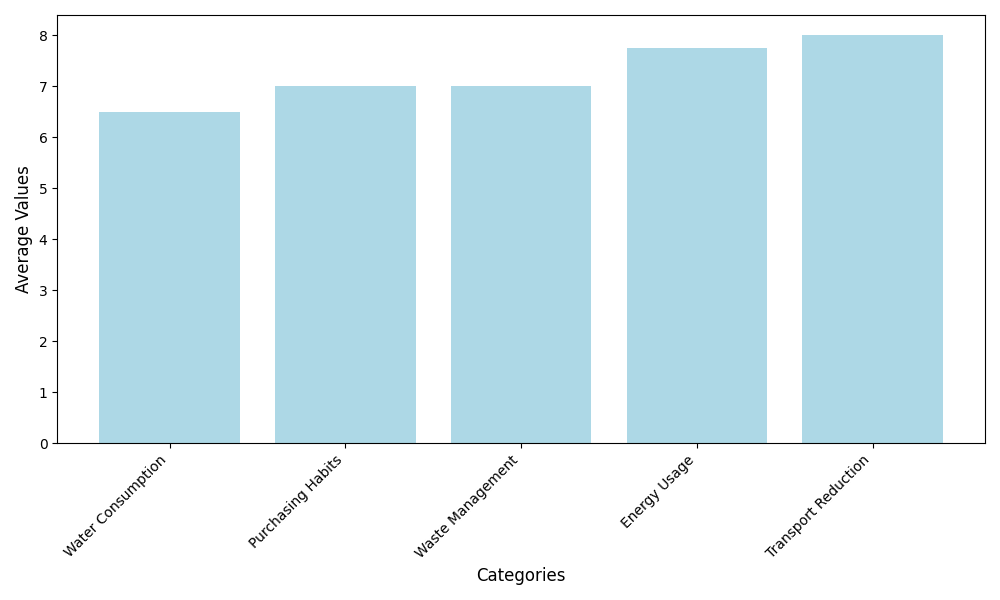 8
7
6
5
4
3
2
1
0
Average Values
Water Consumption
Purchasing Habits
Waste Management
Energy Usage
Transport Reduction
Categories